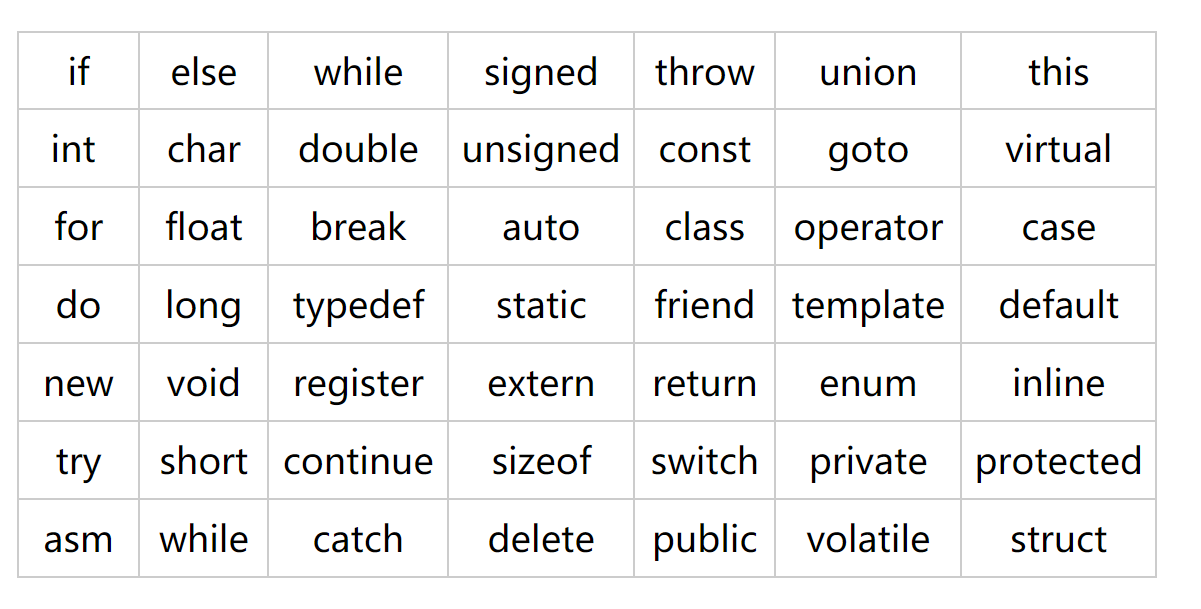 if else while signed throw union this
int char double unsigned const goto virtual
for float break auto class operator case
do long typedef static friend template default
new void register extern return enum inline
try short continue sizeof switch private protected
asm while catch delete public volatile struct